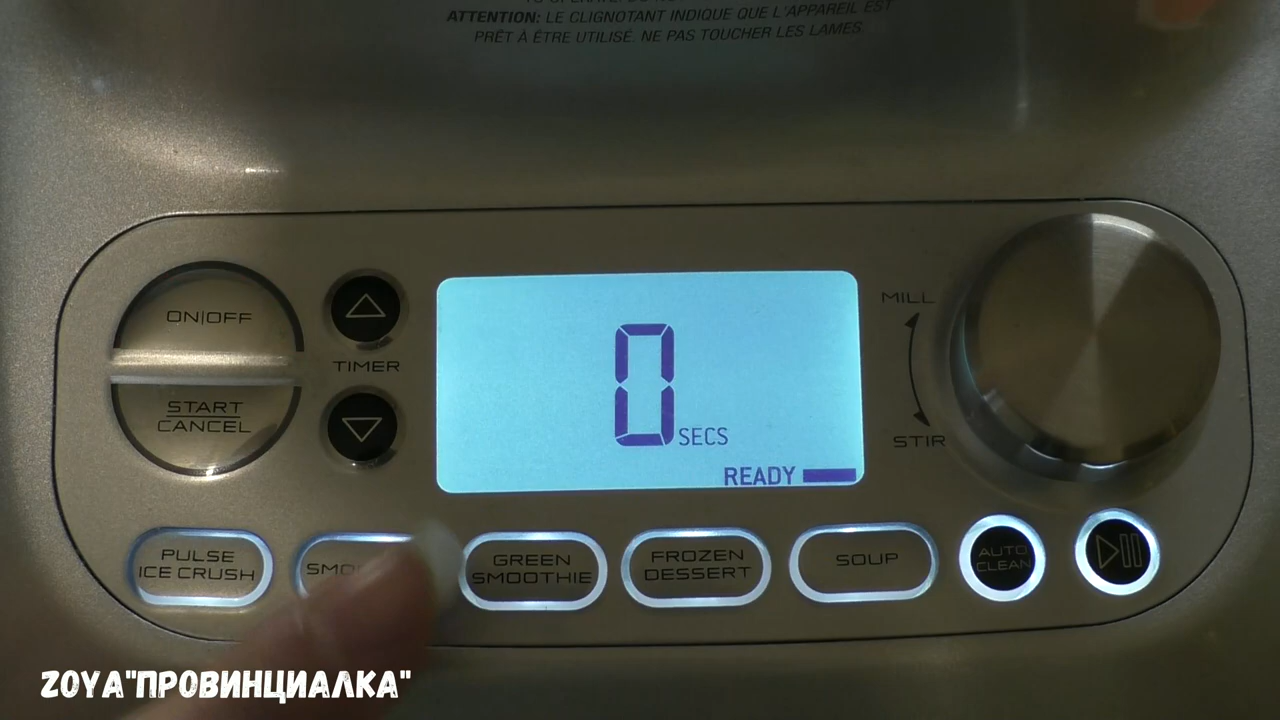 ATTENTION: LE CLIGNOTANT INDIQUE QUE L'APPAREIL EST
PRÊT À ÊTRE UTILISÉ. NE PAS TOUCHER LES LAMES.
ON|OFF
START
CANCEL
TIMER
0 SECS
READY
MILL
STIR
PULSE
ICE CRUSH
GREEN
SMOOTHIE
FROZEN
DESSERT
SOUP
AUTO
CLEAN
ZOYA"ПРОВИНЦИАЛКА"